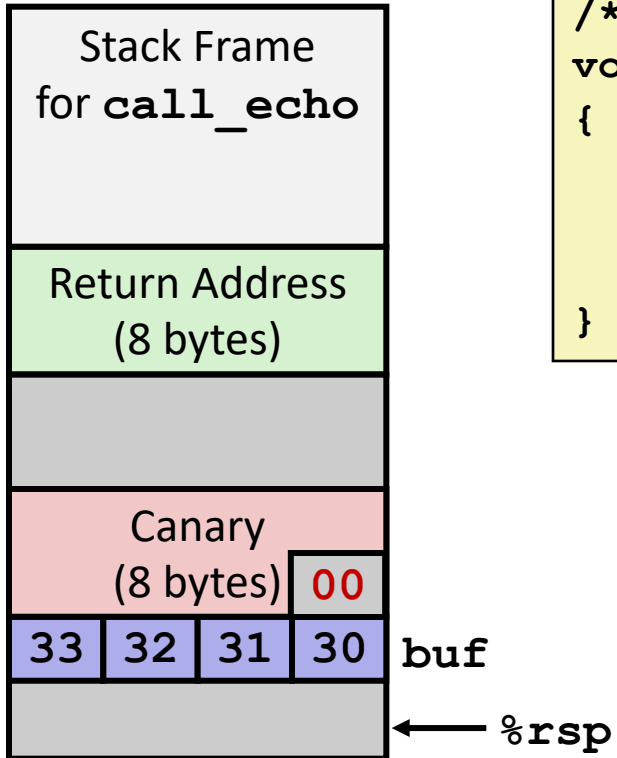 Stack Frame
for call_echo
Return Address
(8 bytes)
Canary
(8 bytes) 00
33 32 31 30 buf
%rsp
/*
vo
{
}